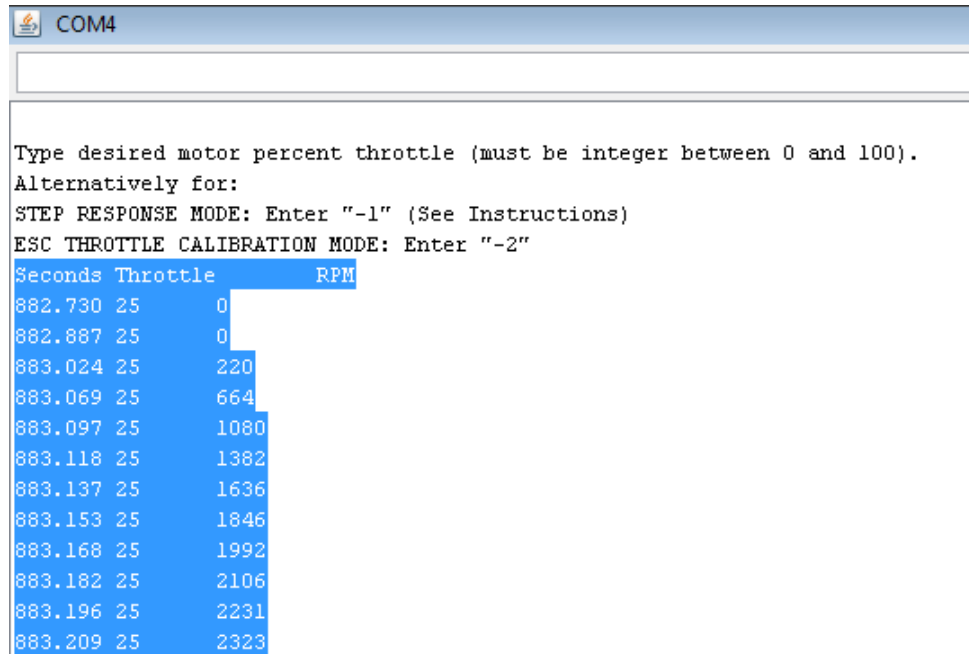 COM4
Type desired motor percent throttle (must be integer between 0 and 100).
Alternatively for:
STEP RESPONSE MODE: Enter "-1" (See Instructions)
ESC THROTTLE CALIBRATION MODE: Enter "-2"
Seconds Throttle RPM
882.730 25 0
882.887 25 0
883.024 25 220
883.069 25 664
883.097 25 1080
883.118 25 1382
883.137 25 1636
883.153 25 1846
883.168 25 1992
883.182 25 2106
883.196 25 2231
883.209 25 2323